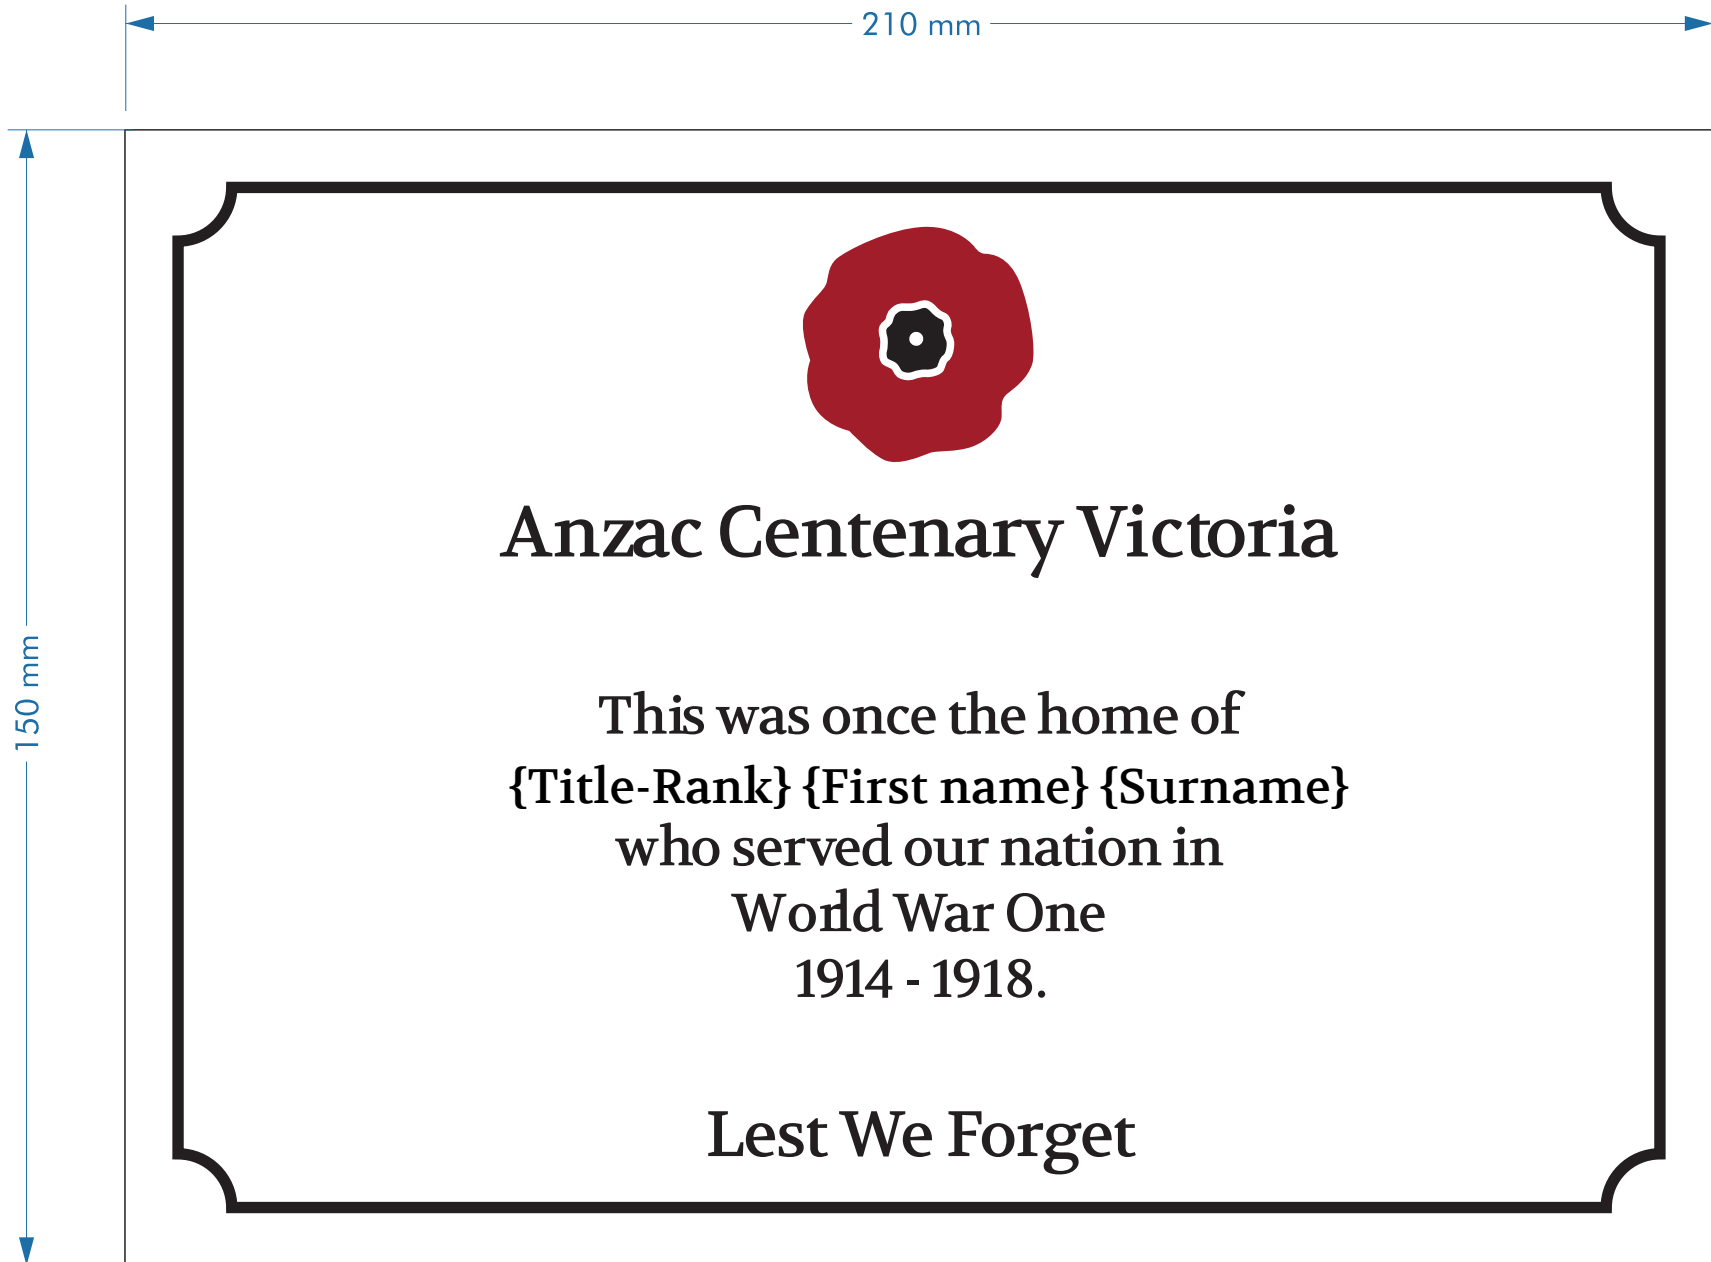 210 mm
150 mm
Anzac Centenary Victoria
This was once the home of
{Title-Rank} {First name} {Surname}
who served our nation in
World War One
1914 - 1918.
Lest We Forget